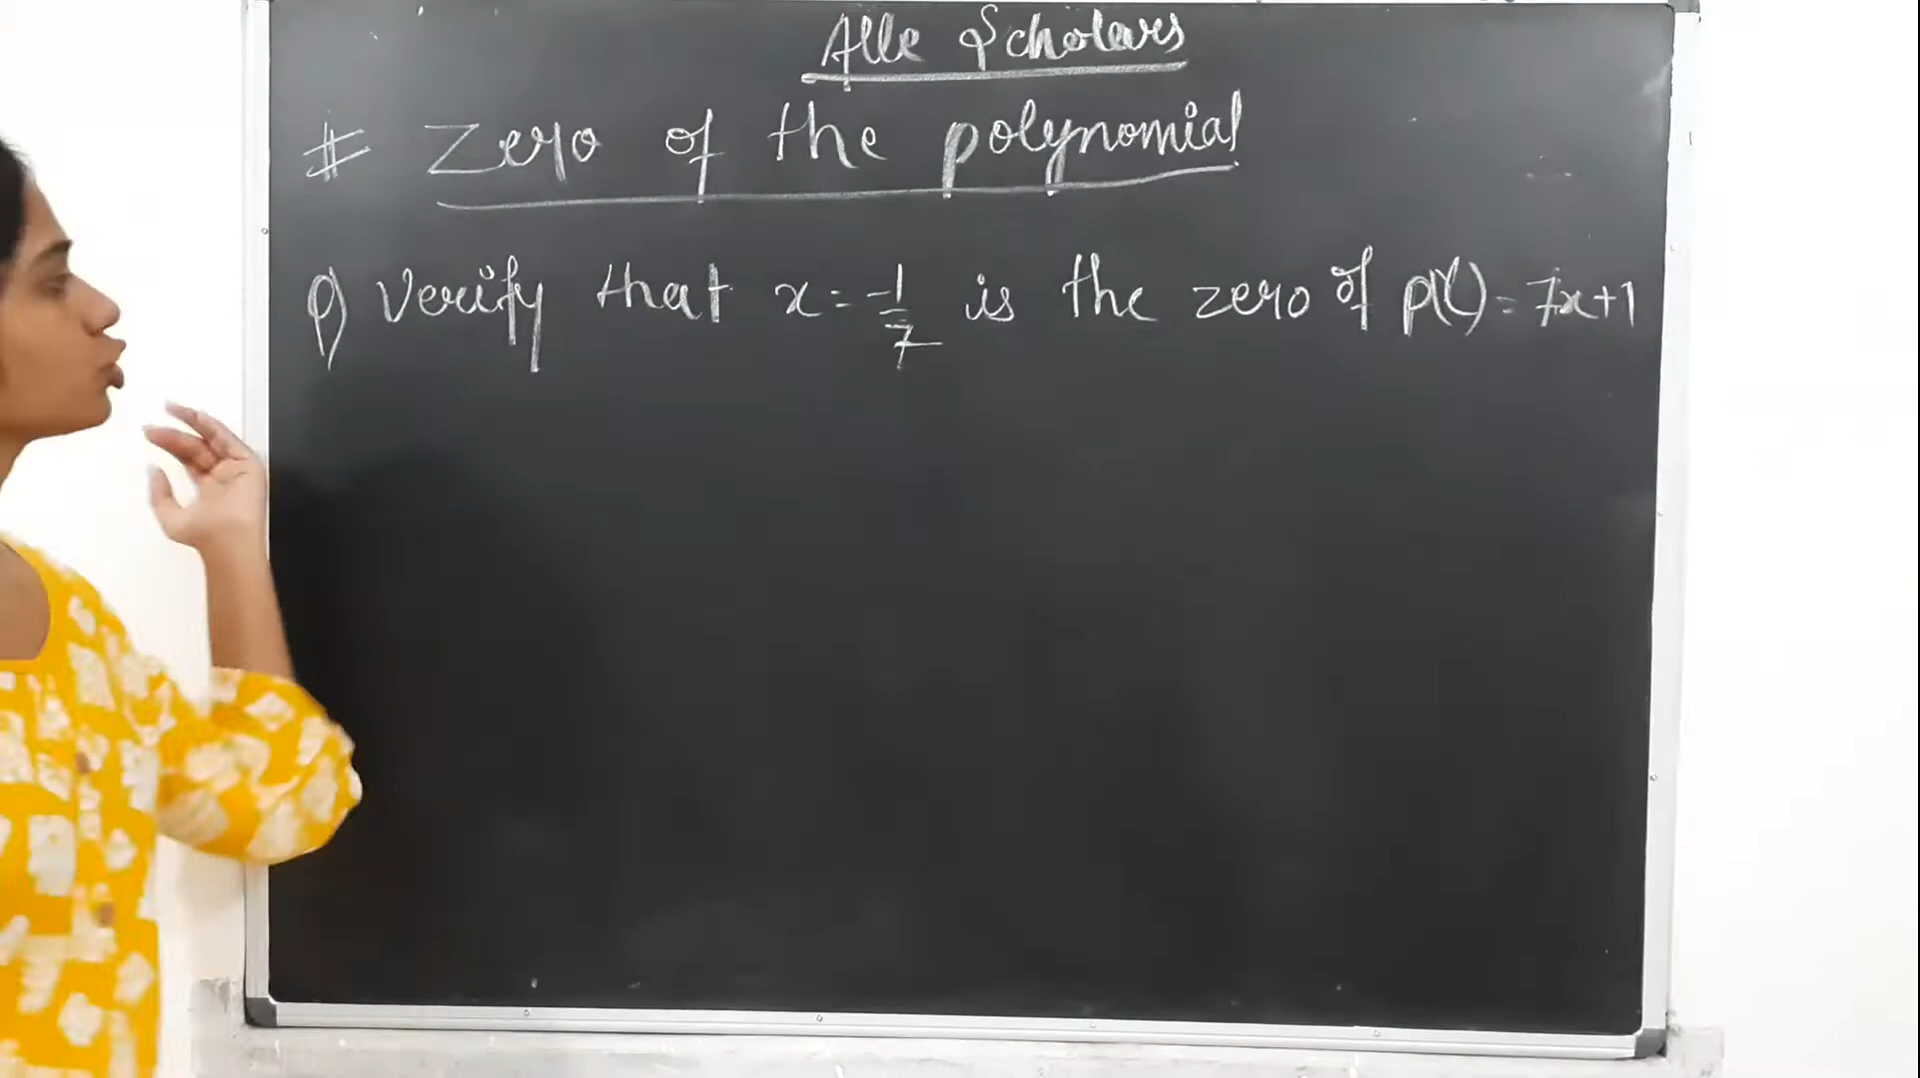 Alle Scholars
# Zero of the polynomial
Q) Verify that x = -1/7 is the zero of p(x) = 7x+1